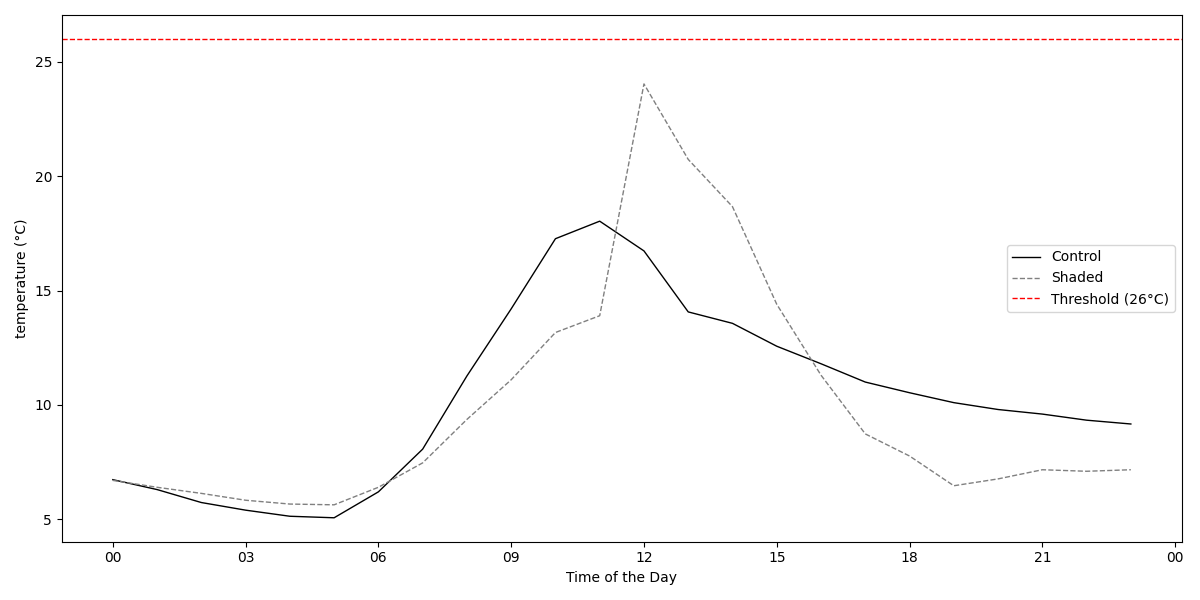 25
20
15
10
5
temperature (°C)
Control
Shaded
Threshold (26°C)
00 03 06 09 12 15 18 21 00
Time of the Day